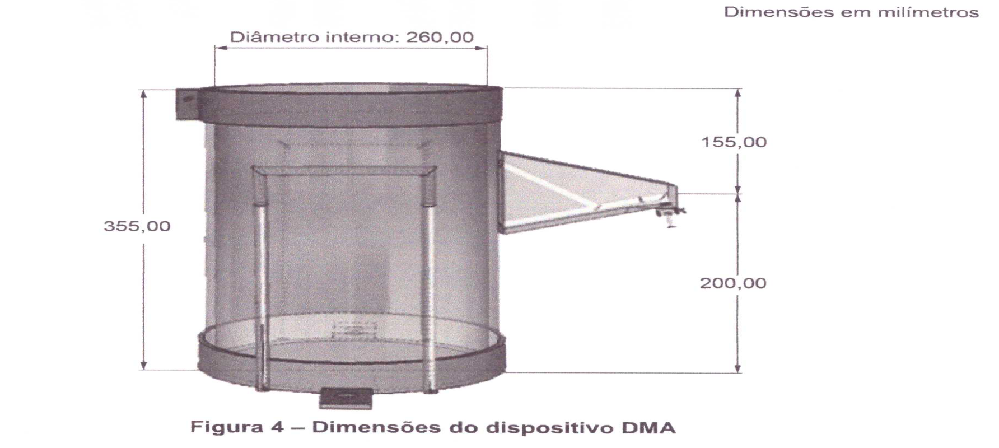 Dimensões em milímetros
Diâmetro interno: 260,00
155,00
355,00
200,00
Figura 4 – Dimensões do dispositivo DMA